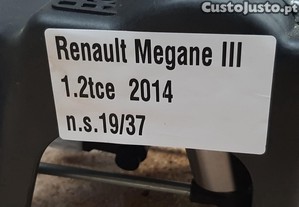 CustoJusto.pt
Renault Megane III
1.2tce 2014
n.s.19/37